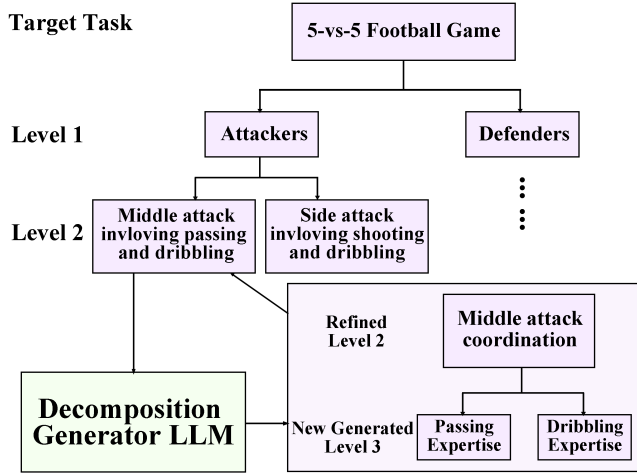 Target Task
5-vs-5 Football Game
Level 1
Attackers
Defenders
Level 2
Middle attack
invloving passing
and dribbling
Side attack
invloving shooting
and dribbling
Refined
Level 2
Middle attack
coordination
Decomposition
Generator LLM
New Generated
Level 3
Passing
Expertise
Dribbling
Expertise